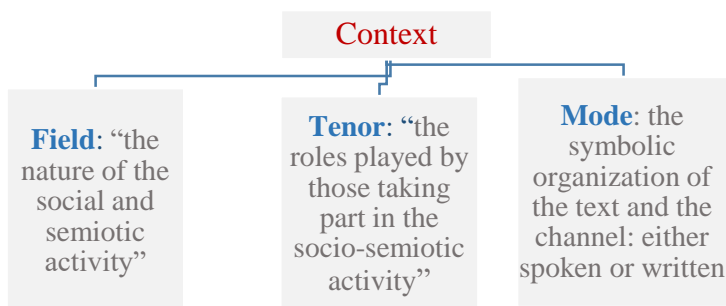 Context
Field: “the
nature of the
social and
semiotic
activity”
Tenor: “the
roles played by
those taking
part in the
socio-semiotic
activity”
Mode: the
symbolic
organization of
the text and the
channel: either
spoken or written